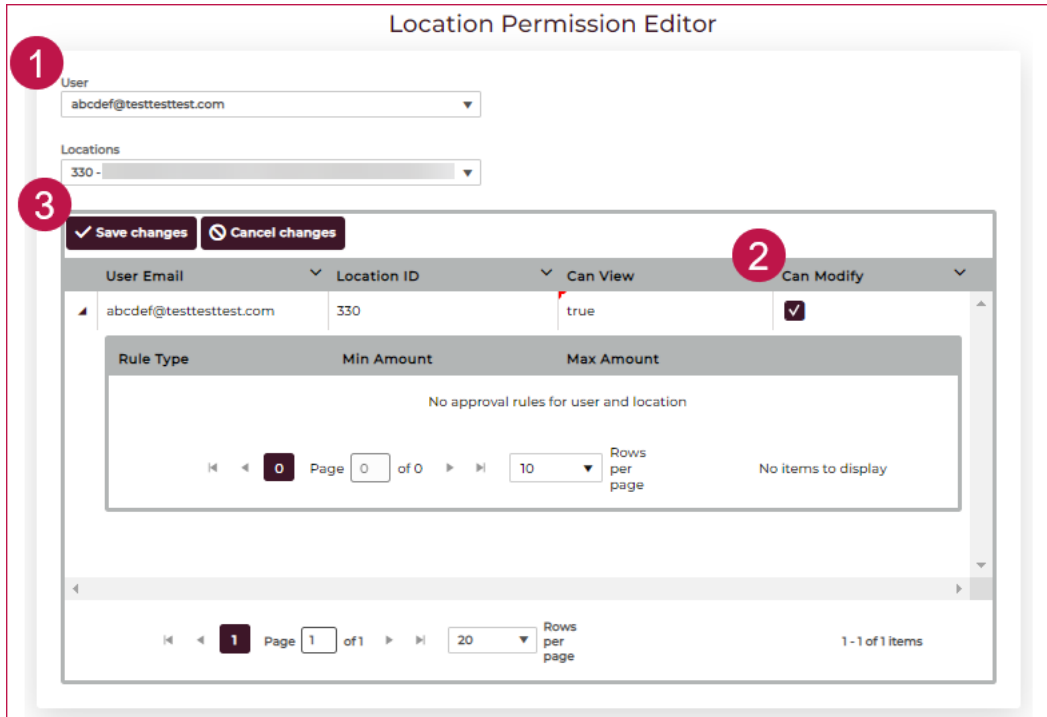 Location Permission Editor
1
User
abcdef@testtesttest.com
Locations
330 -
3
Save changes Cancel changes
2
User Email Location ID Can View Can Modify
abcdef@testtesttest.com 330 true
Rule Type Min Amount Max Amount
No approval rules for user and location
0 Page 0 of 0 10 Rows per page No items to display
1 Page 1 of 1 20 Rows per page 1 - 1 of 1 items